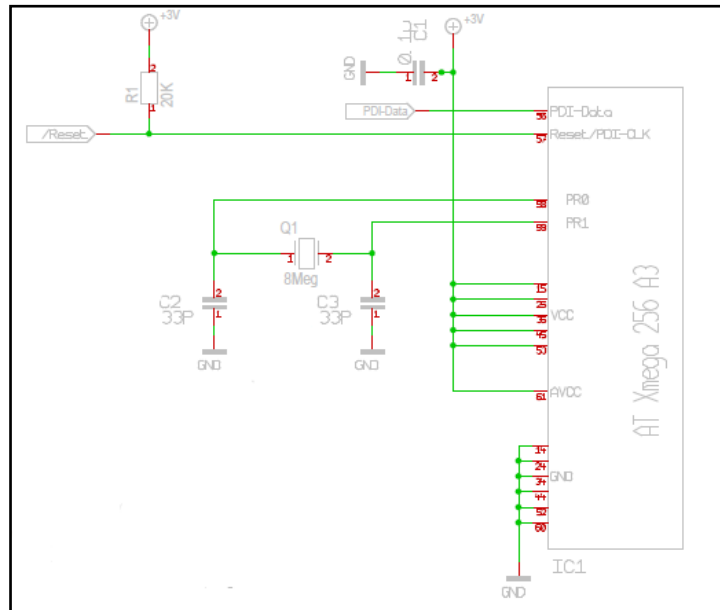 +3V
+3V
GND
0.1u
C1
1
2
R1
20K
2
1
/Reset
PDI-Data
56
PDI-Data
57
Reset/PDI-CLK
58
PR0
59
PR1
Q1
1
2
8Meg
C2
33P
2
1
C3
33P
2
1
GND
GND
15
25
VCC
35
45
53
61
AVCC
14
24
GND
34
44
52
60
AT Xmega 256 A3
IC1
GND